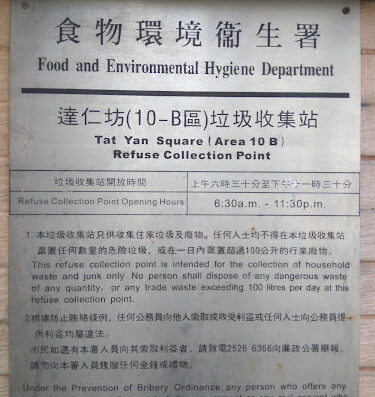 食物環境衞生署
Food and Environmental Hygiene Department
達仁坊(10-B區)垃圾收集站
Tat Yan Square (Area 10 B)
Refuse Collection Point
垃圾收集站開放時間 上午六時三十分至下午十一時三十分
Refuse Collection Point Opening Hours 6:30a.m. - 11:30p.m.
1. 本垃圾收集站只供收集住家垃圾及廢物。任何人士均不得在本垃圾收集站
棄置任何數量的危險垃圾，或在一日內棄置超過100公升的行業廢物。
This refuse collection point is intended for the collection of household
waste and junk only. No person shall dispose of any dangerous waste
of any quantity, or any trade waste exceeding 100 litres per day at this
refuse collection point.
2.根據防止賄賂條例，任何公務員向他人索取或收受利益或任何人士向公務員提
供利益均屬違法。
市民如遇有本署人員向其索取利益者，請致電2526 6366向廉政公署舉報。
請勿向本署人員餽贈任何金錢或禮物。
Under the Prevention of Bribery Ordinance, any person who offers any